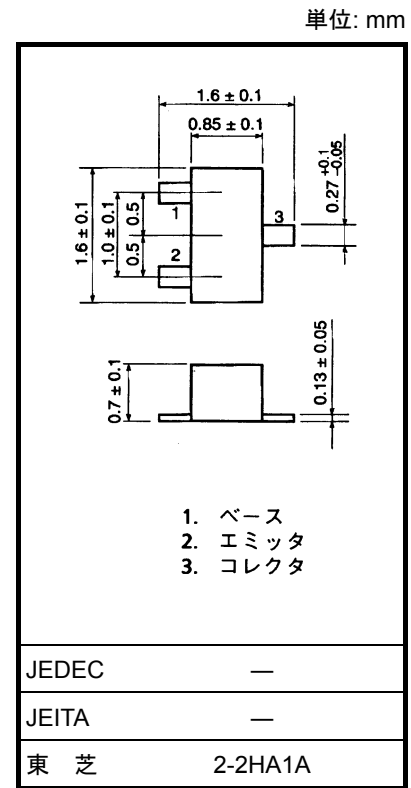 単位: mm
1.6 ± 0.1
0.85 ± 0.1
1.6 ± 0.1
1.0 ± 0.1
0.5
0.5
1
2
3
0.27 +0.1 -0.05
0.7 ± 0.1
0.13 ± 0.05
1. ベース
2. エミッタ
3. コレクタ
JEDEC —
JEITA —
東 芝 2-2HA1A